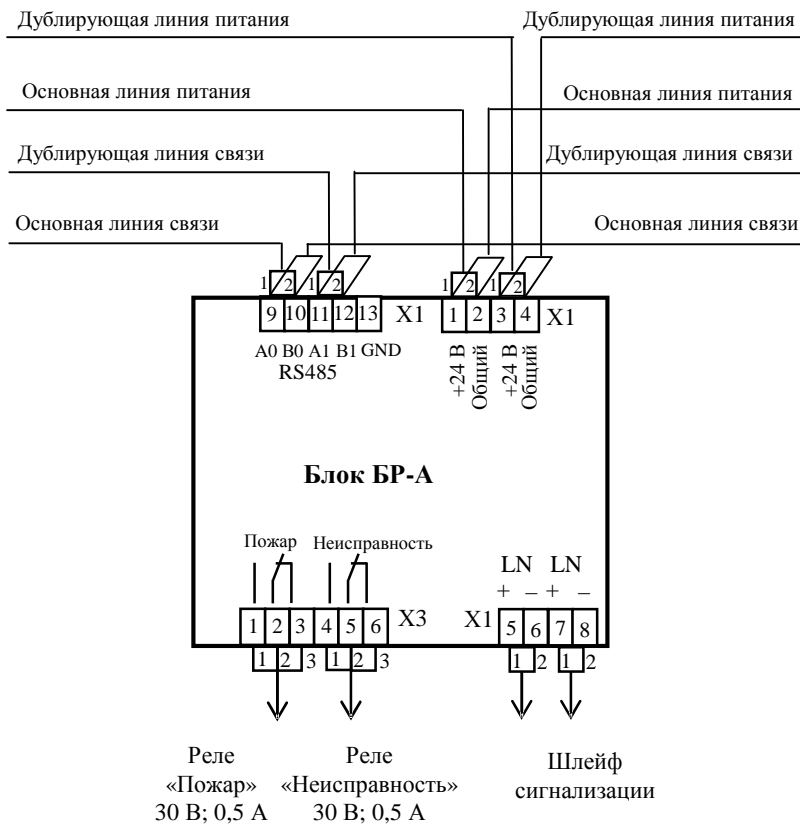 Дублирующая линия питания Дублирующая линия питания
Основная линия питания Основная линия питания
Дублирующая линия связи Дублирующая линия связи
Основная линия связи Основная линия связи
1 2 1 2 1 2 1 2
9 10 11 12 13 X1 1 2 3 4 X1
A0 B0 A1 B1 GND
RS485
+24 В
Общий
+24 В
Общий
Блок БР-А
Пожар Неисправность
LN LN
+ – + –
1 2 3 4 5 6 X3 X1 5 6 7 8
1 2 3 1 2 3 1 2 1 2
Реле
«Пожар»
30 В; 0,5 А
Реле
«Неисправность»
30 В; 0,5 А
Шлейф
сигнализации